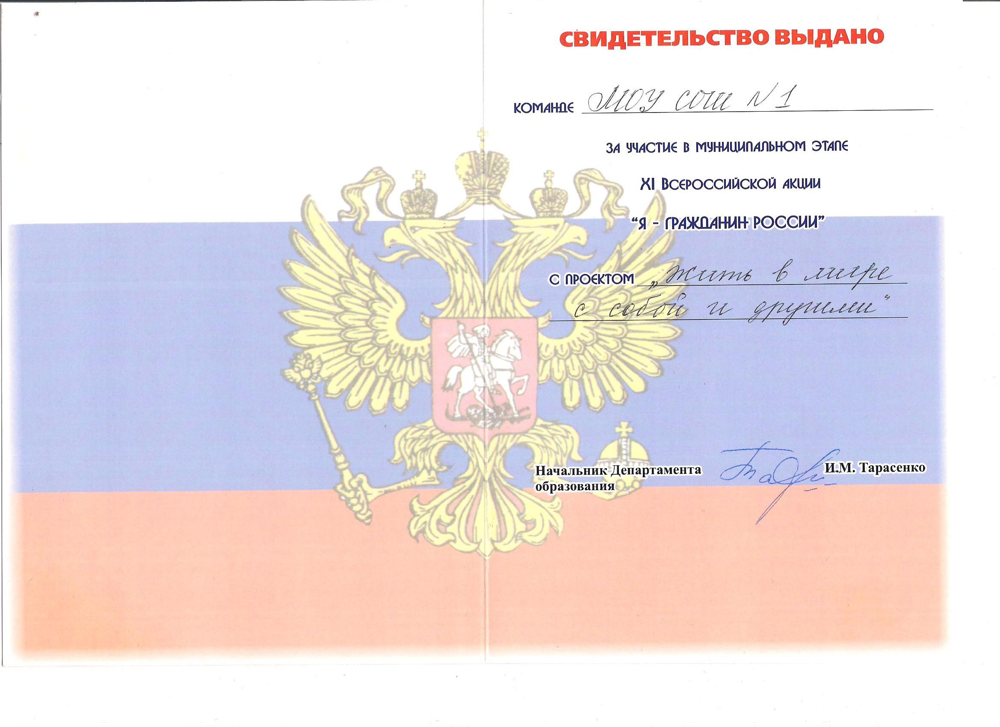 СВИДЕТЕЛЬСТВО ВЫДАНО
КОМАНДЕ МОУ СОШ N 1
ЗА УЧАСТИЕ В МУНИЦИПАЛЬНОМ ЭТАПЕ
XI ВСЕРОССИЙСКОЙ АКЦИИ
“Я - ГРАЖДАНИН РОССИИ”
С ПРОЕКТОМ „Жить в мире
с собой и другими“
Начальник Департамента И.М. Тарасенко
образования